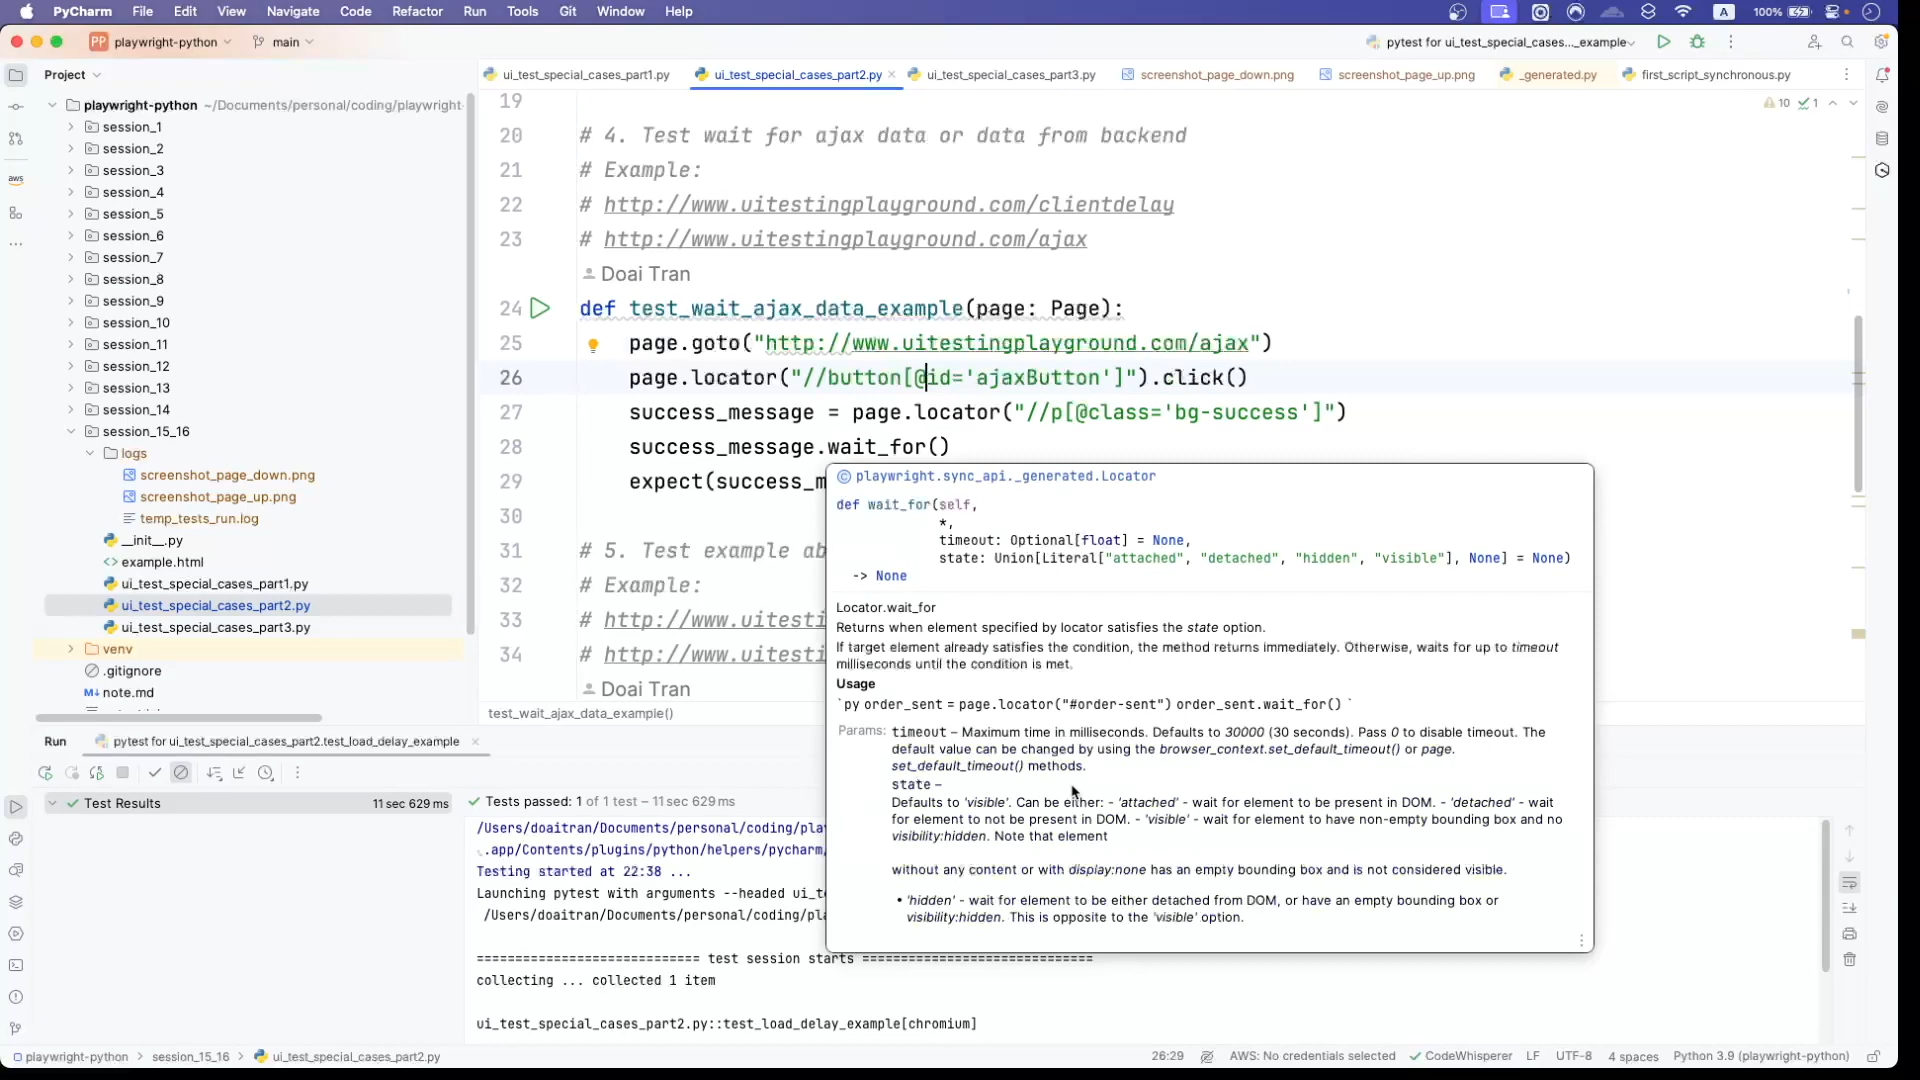 PyCharm File Edit View Navigate Code Refactor Run Tools Git Window Help A 100%
PP playwright-python main pytest for ui_test_special_cases..._example
Project
ui_test_special_cases_part1.py ui_test_special_cases_part2.py ui_test_special_cases_part3.py screenshot_page_down.png screenshot_page_up.png _generated.py first_script_synchronous.py
playwright-python ~/Documents/personal/coding/playwright-
session_1
session_2
session_3
session_4
session_5
session_6
session_7
session_8
session_9
session_10
session_11
session_12
session_13
session_14
session_15_16
logs
screenshot_page_down.png
screenshot_page_up.png
temp_tests_run.log
__init__.py
example.html
ui_test_special_cases_part1.py
ui_test_special_cases_part2.py
ui_test_special_cases_part3.py
venv
.gitignore
note.md
aws
10 1
19
20 # 4. Test wait for ajax data or data from backend
21 # Example:
22 # http://www.uitestingplayground.com/clientdelay
23 # http://www.uitestingplayground.com/ajax
Doai Tran
24 def test_wait_ajax_data_example(page: Page):
25 page.goto("http://www.uitestingplayground.com/ajax")
26 page.locator("//button[@id='ajaxButton']").click()
27 success_message = page.locator("//p[@class='bg-success']")
28 success_message.wait_for()
29 expect(success_m
30
31 # 5. Test example ab
32 # Example:
33 # http://www.uitesti
34 # http://www.uitesti
Doai Tran
test_wait_ajax_data_example()
playwright.sync_api._generated.Locator
def wait_for(self,
*,
timeout: Optional[float] = None,
state: Union[Literal["attached", "detached", "hidden", "visible"], None] = None)
-> None
Locator.wait_for
Returns when element specified by locator satisfies the state option.
If target element already satisfies the condition, the method returns immediately. Otherwise, waits for up to timeout
milliseconds until the condition is met.
Usage
`py order_sent = page.locator("#order-sent") order_sent.wait_for() `
Params: timeout – Maximum time in milliseconds. Defaults to 30000 (30 seconds). Pass 0 to disable timeout. The
default value can be changed by using the browser_context.set_default_timeout() or page.
set_default_timeout() methods.
state –
Defaults to 'visible'. Can be either: - 'attached' - wait for element to be present in DOM. - 'detached' - wait
for element to not be present in DOM. - 'visible' - wait for element to have non-empty bounding box and no
visibility:hidden. Note that element
without any content or with display:none has an empty bounding box and is not considered visible.
• 'hidden' - wait for element to be either detached from DOM, or have an empty bounding box or
visibility:hidden. This is opposite to the 'visible' option.
Run pytest for ui_test_special_cases_part2.test_load_delay_example
Test Results 11 sec 629 ms
Tests passed: 1 of 1 test – 11 sec 629 ms
/Users/doaitran/Documents/personal/coding/play
.app/Contents/plugins/python/helpers/pycharm/
Testing started at 22:38 ...
Launching pytest with arguments --headed ui_te
/Users/doaitran/Documents/personal/coding/pla
============================= test session starts ==============================
collecting ... collected 1 item
ui_test_special_cases_part2.py::test_load_delay_example[chromium]
playwright-python session_15_16 ui_test_special_cases_part2.py 26:29 AWS: No credentials selected CodeWhisperer LF UTF-8 4 spaces Python 3.9 (playwright-python)